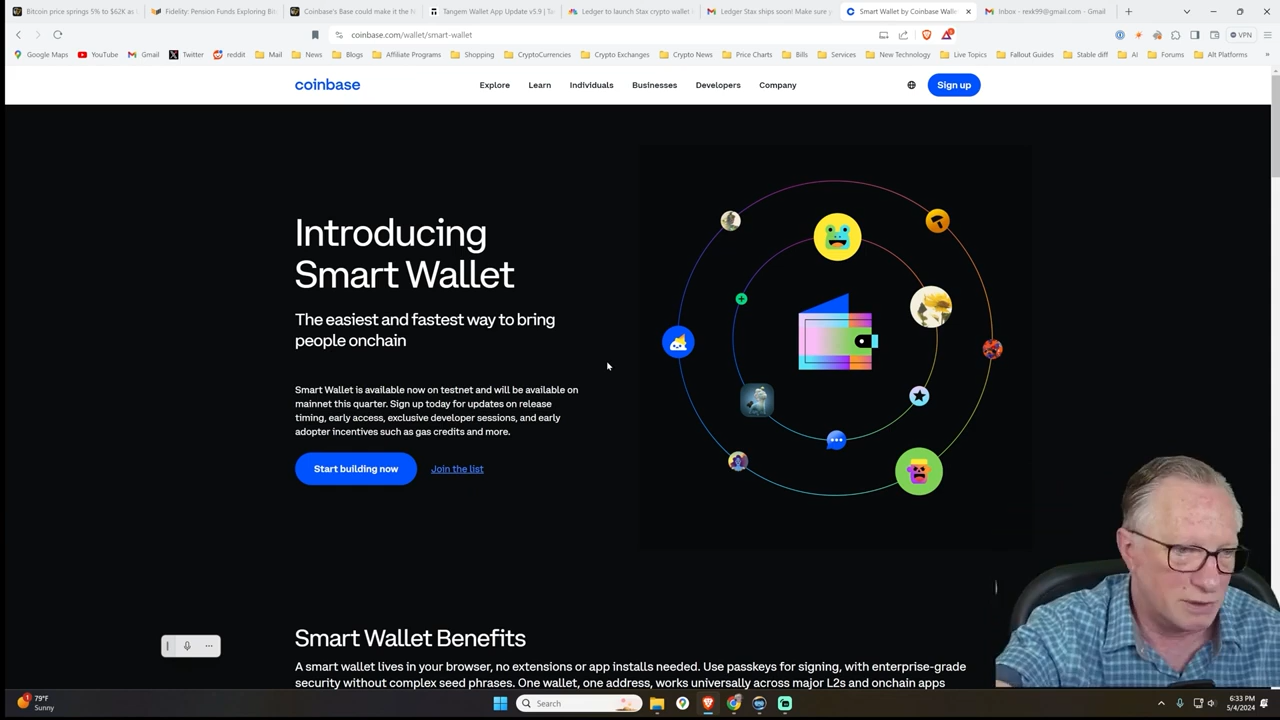 Bitcoin price springs 5% to $62K as
Fidelity: Pension Funds Exploring Bit
Coinbase's Base could make it the N
Tangem Wallet App Update v5.9 | Ta
Ledger to launch Stax crypto wallet
Ledger Stax ships soon! Make sure y
Smart Wallet by Coinbase Walle
Inbox - rexk99@gmail.com - Gmail
coinbase.com/wallet/smart-wallet
VPN
Google Maps
YouTube
Gmail
Twitter
reddit
Mail
News
Blogs
Affiliate Programs
Shopping
CryptoCurrencies
Crypto Exchanges
Crypto News
Price Charts
Bills
Services
New Technology
Live Topics
Fallout Guides
Stable diff
AI
Forums
Alt Platforms
coinbase
Explore
Learn
Individuals
Businesses
Developers
Company
Sign up
Introducing
Smart Wallet
The easiest and fastest way to bring
people onchain
Smart Wallet is available now on testnet and will be available on
mainnet this quarter. Sign up today for updates on release
timing, early access, exclusive developer sessions, and early
adopter incentives such as gas credits and more.
Start building now
Join the list
Smart Wallet Benefits
A smart wallet lives in your browser, no extensions or app installs needed. Use passkeys for signing, with enterprise-grade
security without complex seed phrases. One wallet, one address, works universally across major L2s and onchain apps
1
79°F
Sunny
Search
6:33 PM
5/4/2024